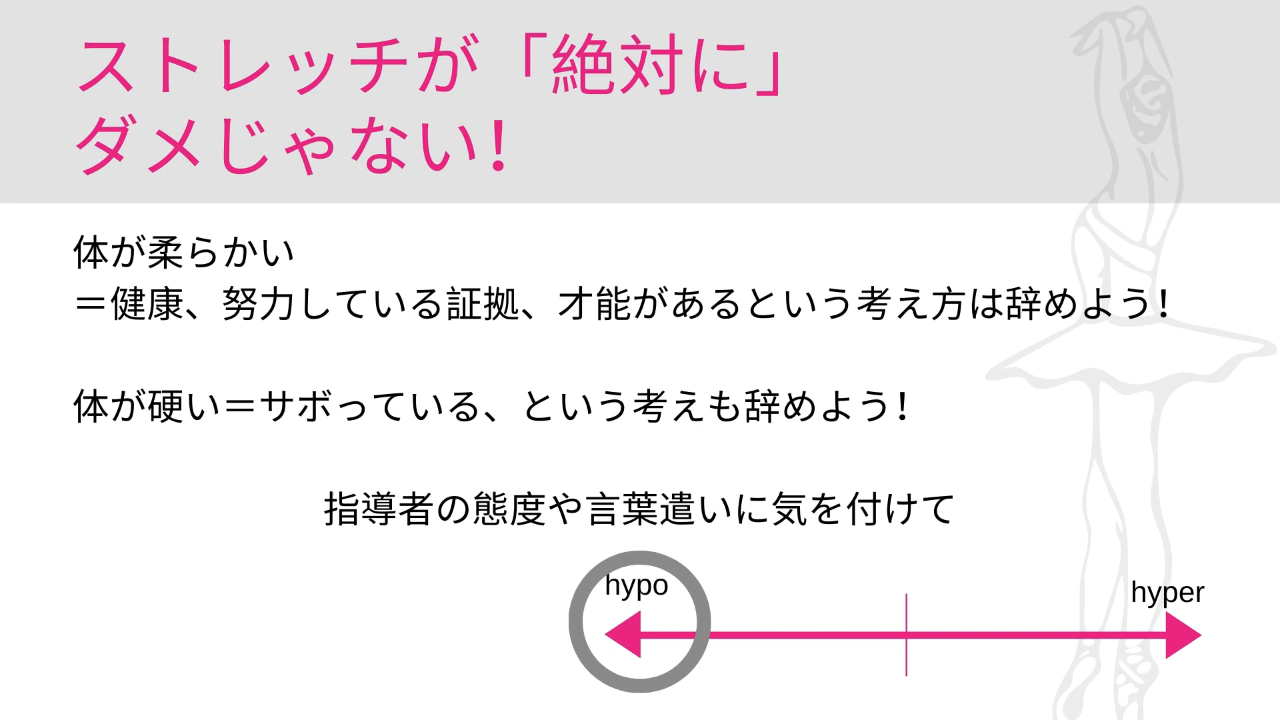 ストレッチが「絶対に」
ダメじゃない！
体が柔らかい
＝健康、努力している証拠、才能があるという考え方は辞めよう！
体が硬い＝サボっている、という考えも辞めよう！
指導者の態度や言葉遣いに気を付けて
hypo
hyper